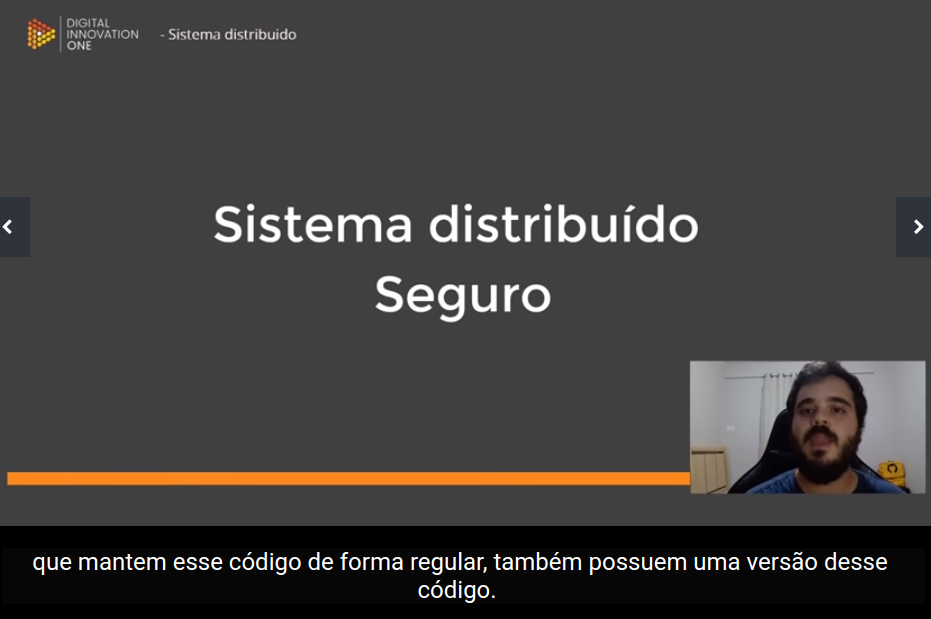 DIGITAL
INNOVATION
ONE
- Sistema distribuido
Sistema distribuído
Seguro
que mantem esse código de forma regular, também possuem uma versão desse
código.